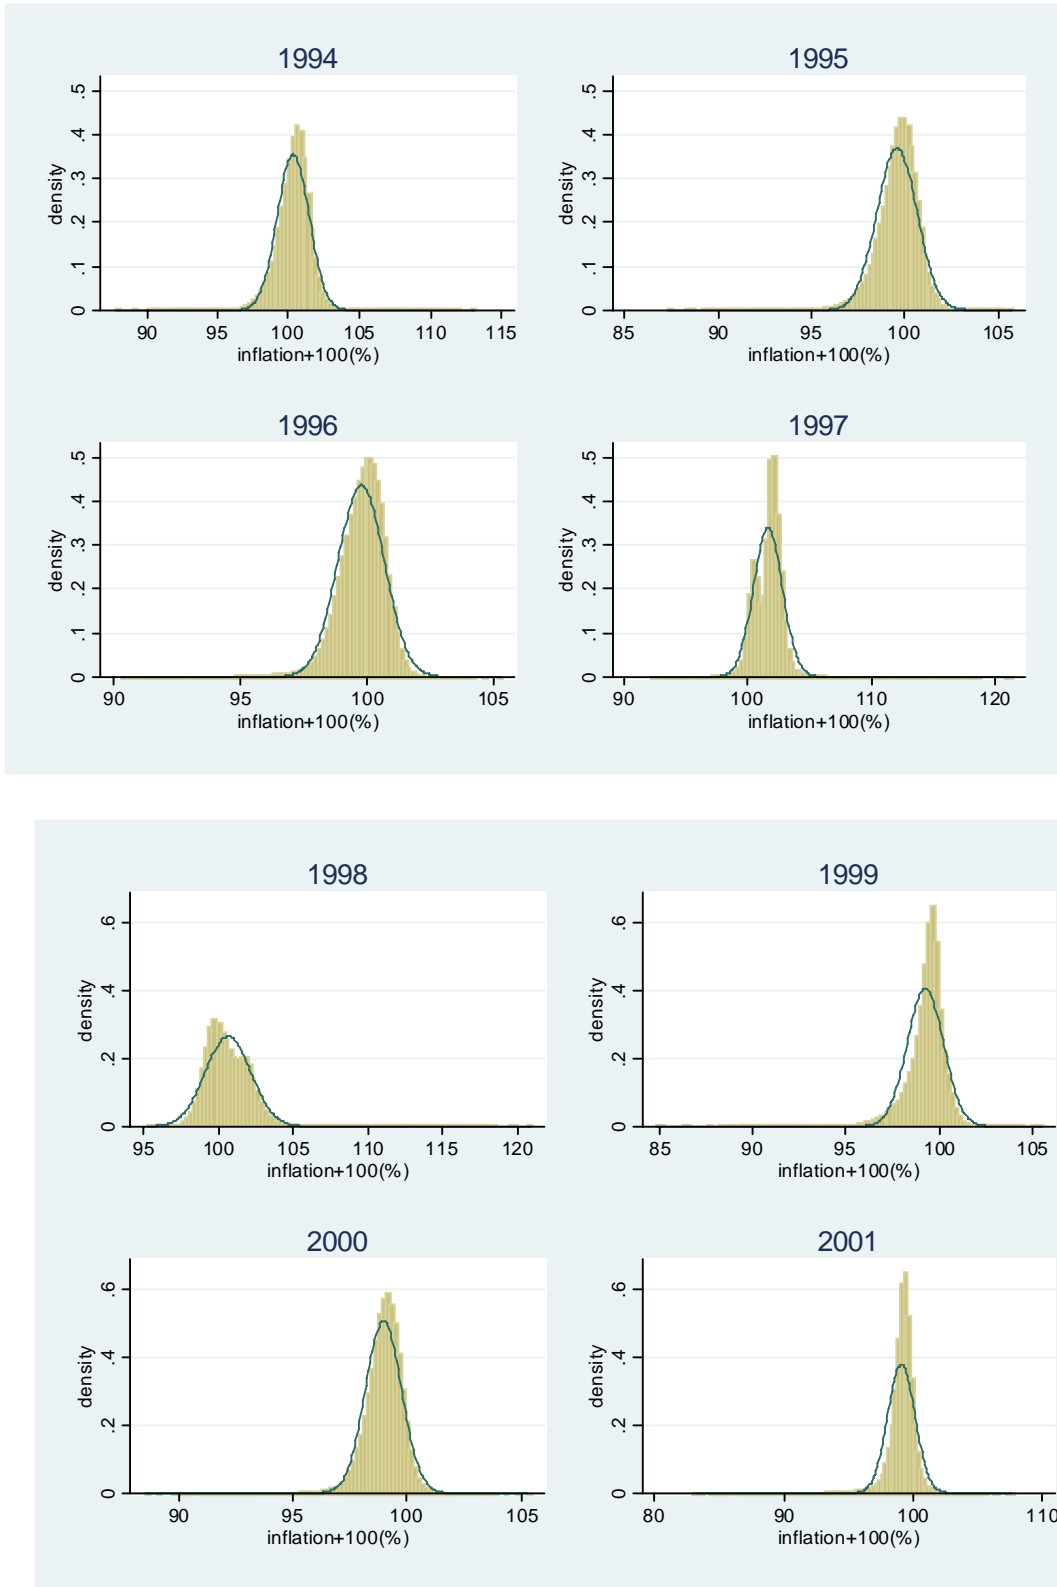 1994
.5
.4
.3
.2
.1
0
density
90 95 100 105 110 115
inflation+100(%)
1995
.5
.4
.3
.2
.1
0
density
85 90 95 100 105
inflation+100(%)
1996
.5
.4
.3
.2
.1
0
density
90 95 100 105
inflation+100(%)
1997
.5
.4
.3
.2
.1
0
density
90 100 110 120
inflation+100(%)
1998
.6
.4
.2
0
density
95 100 105 110 115 120
inflation+100(%)
1999
.6
.4
.2
0
density
85 90 95 100 105
inflation+100(%)
2000
.6
.4
.2
0
density
90 95 100 105
inflation+100(%)
2001
.6
.4
.2
0
density
80 90 100 110
inflation+100(%)